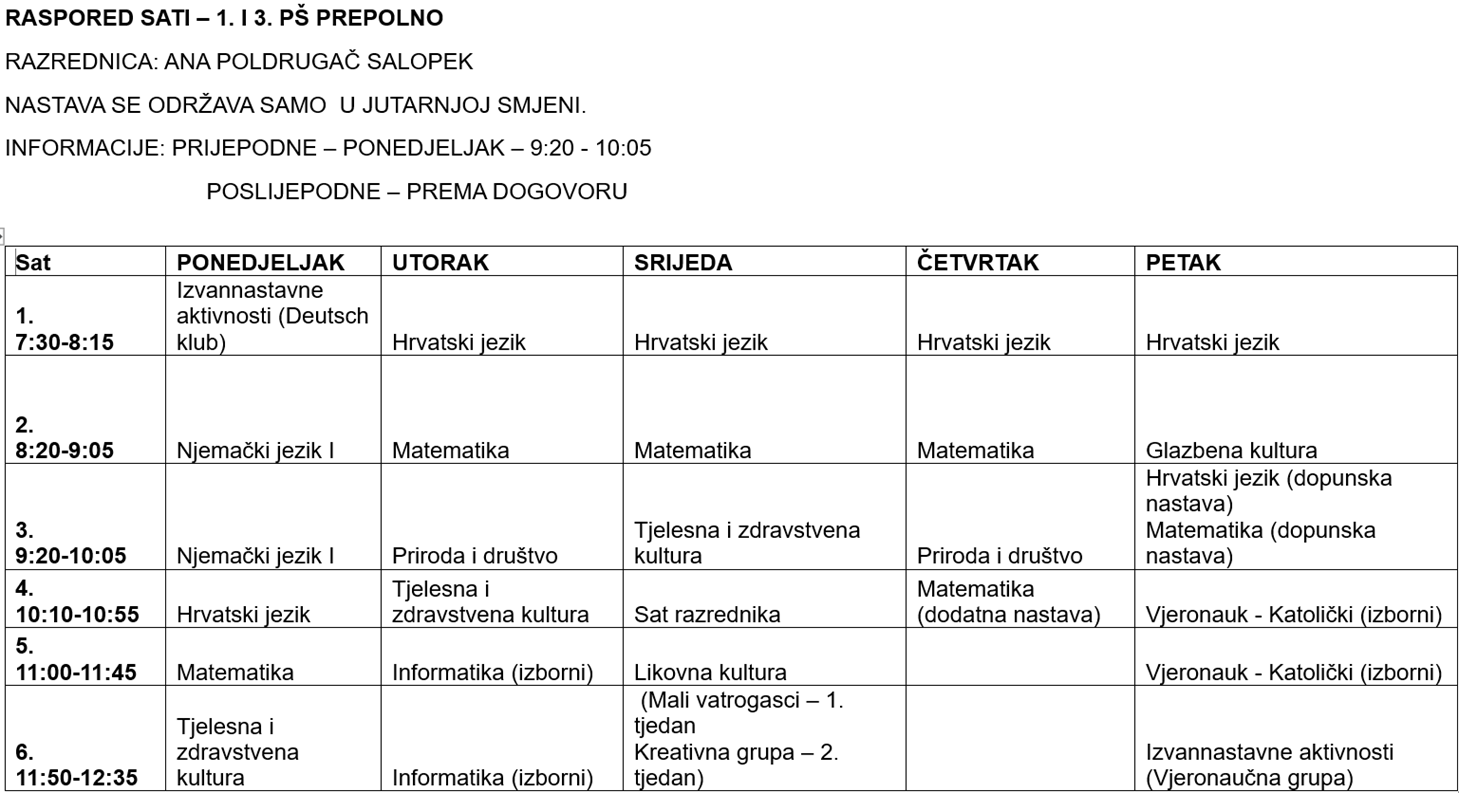 RASPORED SATI – 1. I 3. PŠ PREPOLNO
RAZREDNICA: ANA POLDRUGAČ SALOPEK
NASTAVA SE ODRŽAVA SAMO  U JUTARNJOJ SMJENI.
INFORMACIJE: PRIJEPODNE – PONEDJELJAK – 9:20 - 10:05
POSLIJEPODNE – PREMA DOGOVORU
Sat PONEDJELJAK UTORAK SRIJEDA ČETVRTAK PETAK
1.
7:30-8:15
Izvannastavne
aktivnosti (Deutsch
klub)
Hrvatski jezik
Hrvatski jezik
Hrvatski jezik
Hrvatski jezik
2.
8:20-9:05
Njemački jezik I
Matematika
Matematika
Matematika
Glazbena kultura
3.
9:20-10:05
Njemački jezik I
Priroda i društvo
Tjelesna i zdravstvena
kultura
Priroda i društvo
Hrvatski jezik (dopunska
nastava)
Matematika (dopunska
nastava)
4.
10:10-10:55
Hrvatski jezik
Tjelesna i
zdravstvena kultura
Sat razrednika
Matematika
(dodatna nastava)
Vjeronauk - Katolički (izborni)
5.
11:00-11:45
Matematika
Informatika (izborni)
Likovna kultura
Vjeronauk - Katolički (izborni)
6.
11:50-12:35
Tjelesna i
zdravstvena
kultura
Informatika (izborni)
(Mali vatrogasci – 1.
tjedan
Kreativna grupa – 2.
tjedan)
Izvannastavne aktivnosti
(Vjeronaučna grupa)